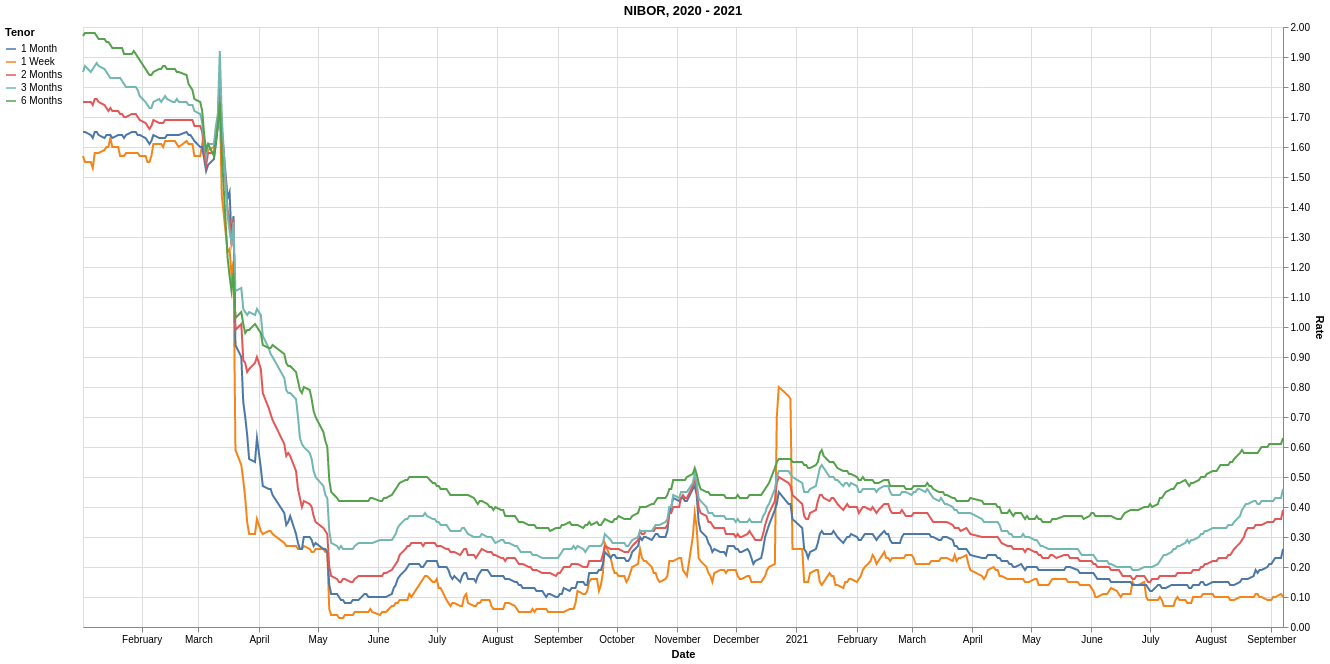 NIBOR, 2020 - 2021
Tenor
1 Month
1 Week
2 Months
3 Months
6 Months
2.00
1.90
1.80
1.70
1.60
1.50
1.40
1.30
1.20
1.10
1.00
0.90
0.80
0.70
0.60
0.50
0.40
0.30
0.20
0.10
0.00
Rate
February March April May June July August September October November December 2021 February March April May June July August September
Date